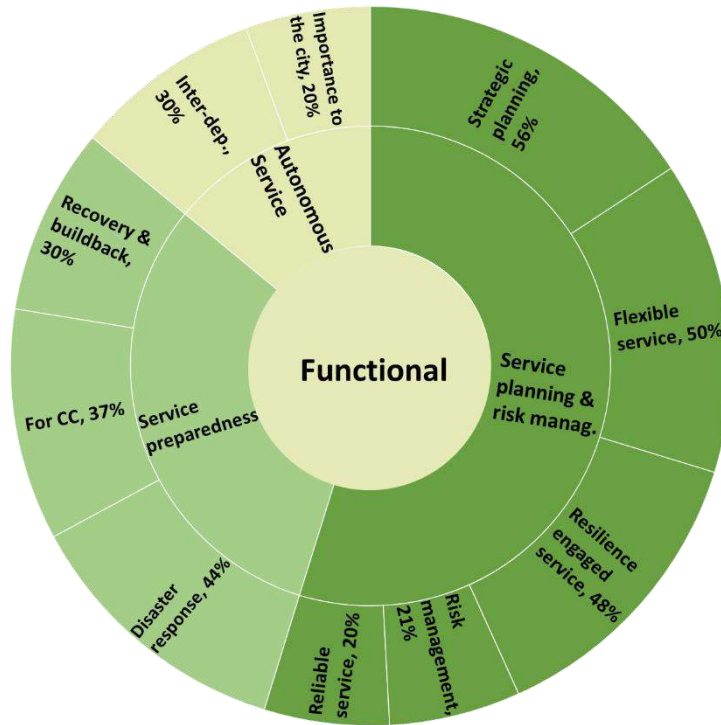 Functional
Service
planning &
risk manag.
Strategic
planning,
56%
Flexible
service, 50%
Resilience
engaged
service, 48%
Risk
management,
21%
Reliable
service, 20%
Service
preparedness
Disaster
response, 44%
For CC, 37%
Recovery &
buildback,
30%
Autonomous
Service
Inter-dep.,
30%
Importance to
the city, 20%